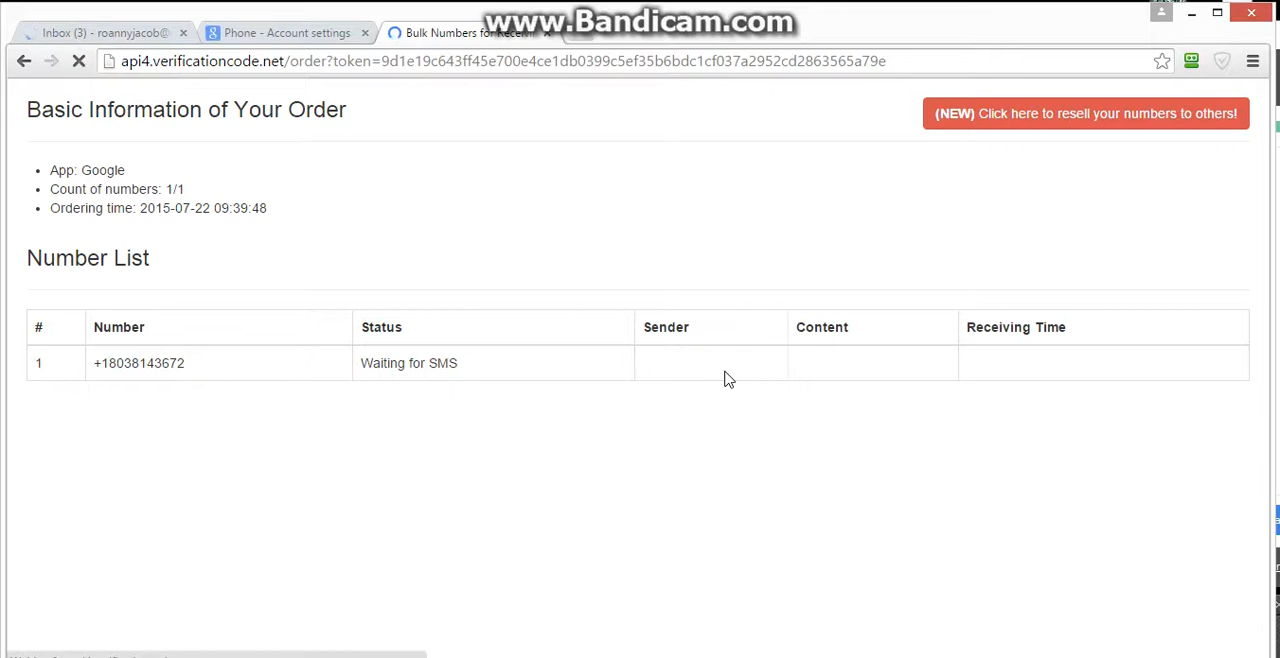 www.Bandicam.com
Inbox (3) - roannyjacob@
Phone - Account settings
Bulk Numbers for
api4.verificationcode.net/order?token=9d1e19c643ff45e700c4ce1db0399c5ef35b6bdc1cf037a2952cd2863565a79e
Basic Information of Your Order
(NEW) Click here to resell your numbers to others!
App: Google
Count of numbers: 1/1
Ordering time: 2015-07-22 09:39:48
Number List
# Number Status Sender Content Receiving Time
1 +18038143672 Waiting for SMS